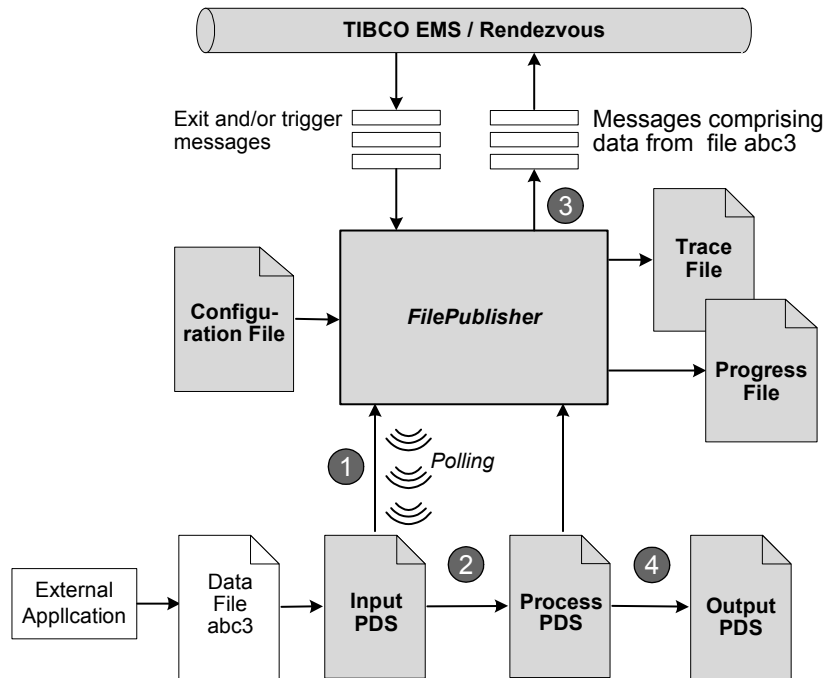 TIBCO EMS / Rendezvous
Exit and/or trigger
messages
Messages comprising
data from file abc3
3
Trace
File
Configu-
ration File
FilePublisher
Progress
File
1
Polling
2
4
External
Appllcation
Data
File
abc3
Input
PDS
Process
PDS
Output
PDS